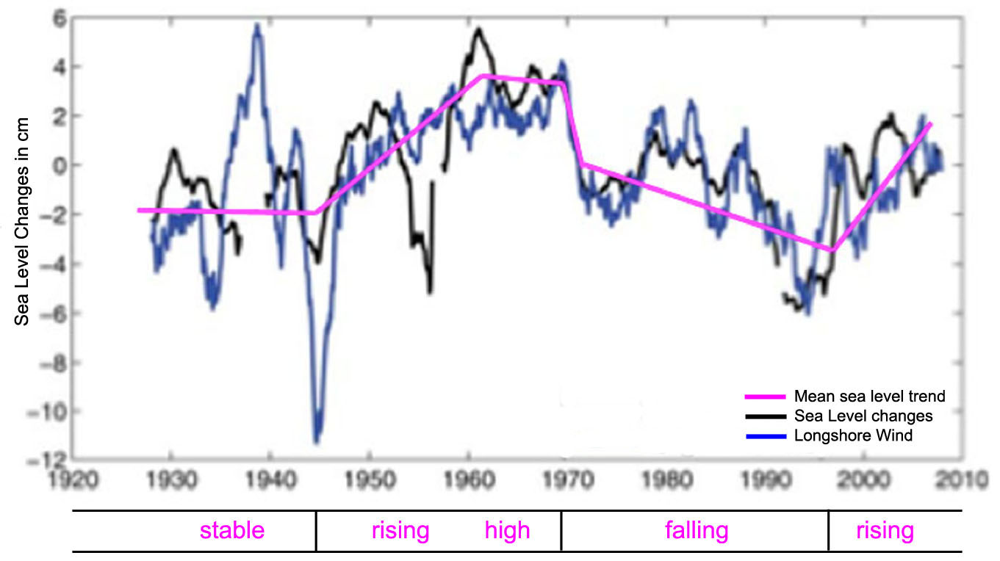 6
4
2
0
−2
−4
−6
−8
−10
−12
Sea Level Changes in cm
Mean sea level trend
Sea Level changes
Longshore Wind
1920 1930 1940 1950 1960 1970 1980 1990 2000 2010
stable rising high falling rising